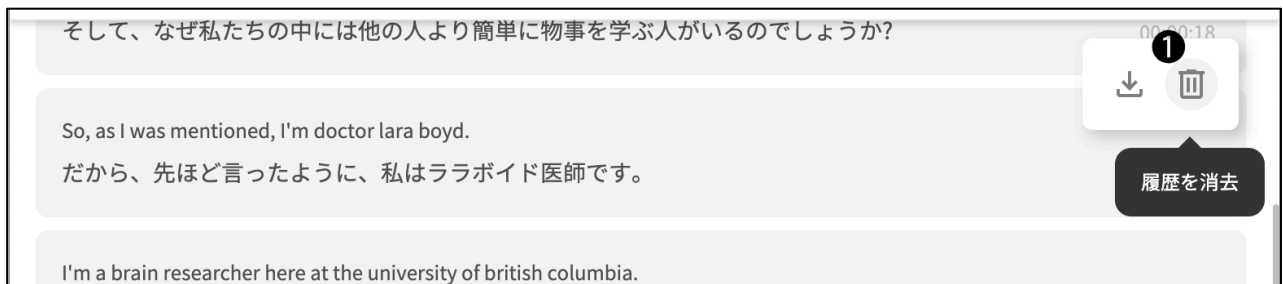 そして、なぜ私たちの中には他の人より簡単に物事を学ぶ人がいるのでしょうか?
00:00:18
1
So, as I was mentioned, I'm doctor lara boyd.
だから、先ほど言ったように、私はララボイド医師です。
履歴を消去
I'm a brain researcher here at the university of british columbia.